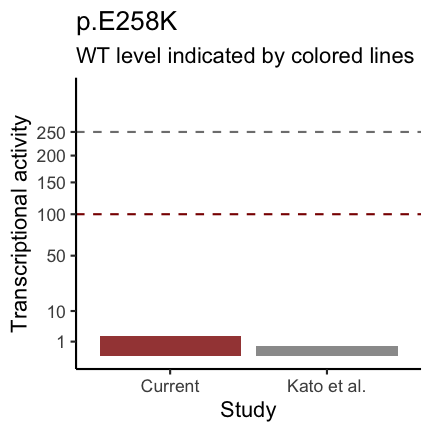 p.E258K
WT level indicated by colored lines
Transcriptional activity
250
200
150
100
50
10
1
Current
Kato et al.
Study